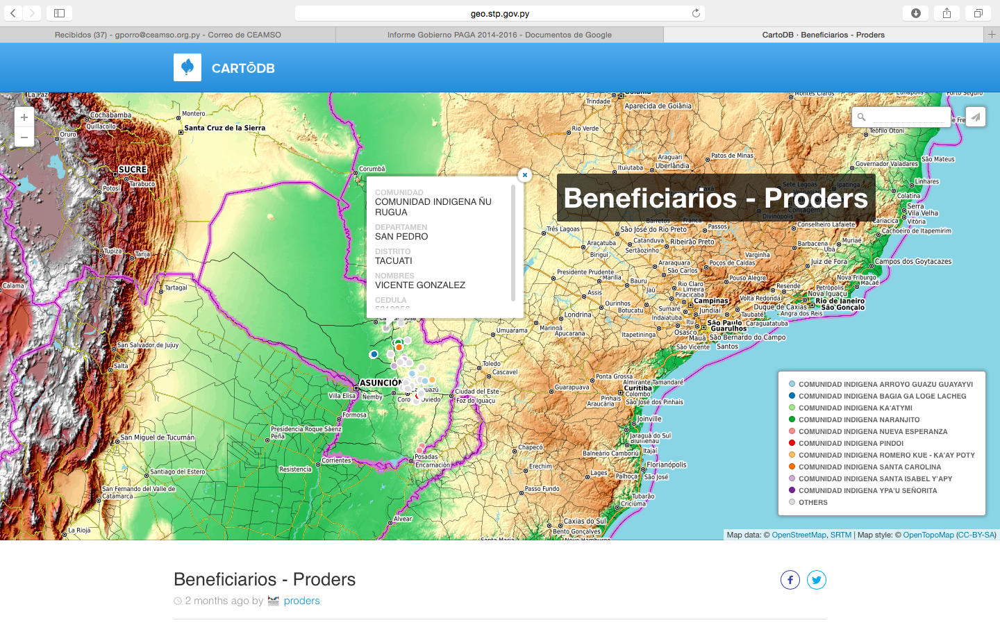 geo.stp.gov.py
Recibidos (37) - gporro@ceamso.org.py - Correo de CEAMSO
Informe Gobierno PAGA 2014-2016 - Documentos de Google
CartoDB · Beneficiarios - Proders
CARTODB
La Paz
Cochabamba
Quillacollo
Oruro
Montero
Santa Cruz de la Sierra
SUCRE
Tarabuco
Potosí
Tupiza
Tarija
Calama
Tartagal
San Salvador de Jujuy
Salta
San Miguel de Tucumán
Santiago del Estero
San Fernando del Valle de
Catamarca
La Rioja
Corumbá
COMUNIDAD
COMUNIDAD INDIGENA ÑU
RUGUA
DEPARTAMEN
SAN PEDRO
DISTRITO
TACUATI
NOMBRES
VICENTE GONZALEZ
CEDULA
ASUNCIÓN
Villa Elisa
Ñemby
Formosa
Presidencia Roque Sáenz
Peña
Corrientes
Resistencia
Posadas
Encarnación
Ciudad del Este
Foz do Iguaçu
Alvear
Goiânia
Trindade
Aparecida de Goiânia
Rio Verde
Montes Claros
Porto Seguro
Teófilo Otoni
Araguari
Uberlândia
Ituiutaba
Patos de Minas
Governor Valadares
São Mateus
Linhares
Colatina
Serra
Vila Velha
Vitória
Cariacica
Cachoeiro de Itapemirim
Beneficiarios - Proders
Sete Lagoas
Ipatinga
Contagem
Divinópolis
Conselheiro Lafaiete
Barretos
Franca
Passos
Três Lagoas
São José do Rio Preto
Catanduva
Ribeirão Preto
Sertãozinho
Araçatuba
Birigui
Barbacena
Muriaé
Ubá
Varginha
Juiz de Fora
Campos dos Goytacazes
Araraquara
São Carlos
Poços de Caldas
Presidente Prudente
Marilia
Bauru
Jaú
Rio Claro
Limeira
Piracicaba
Pouso Alegre
Resende
Petrópolis
Nova Friburgo
Macaé
Nova Iguaçu
Volta Redonda
Assis
Ourinhos
Botucatu
Sumaré
Campinas
Jundiaí
Rio de Janeiro
Duque de Caxias
São Gonçalo
Angra dos Reis
Taubaté
Caraguatatuba
Londrina
Indaiatuba
Itu
São Paulo
Guarulhos
Osasco
Mauá
São Bernardo do Campo
Itapetininga
São Vicente
Santos
Umuarama
Maringá
Apucarana
Toledo
Cascavel
Guarapuava
Ponta Grossa
Almirante Tamandaré
Curitiba
Colombo
Pinhais
Araucária
São José dos Pinhais
Joinville
Jaraguá do Sul
Blumenau
Itajaí
Balneário Camboriú
Chapecó
Erechim
Florianópolis
Lages
Palhoça
São José
Passo Fundo
Tubarão
Criciúma
Caxias do Sul
Bento Gonçalves
Novo Hamburgo
Santa Maria
COMUNIDAD INDIGENA ARROYO GUAZU GUAYAYVI
COMUNIDAD INDIGENA BAGIA GA LOGE LACHEG
COMUNIDAD INDIGENA KA'ATYMI
COMUNIDAD INDIGENA NARANJITO
COMUNIDAD INDIGENA NUEVA ESPERANZA
COMUNIDAD INDIGENA PINDOI
COMUNIDAD INDIGENA ROMERO KUE - KA'AY POTY
COMUNIDAD INDIGENA SANTA CAROLINA
COMUNIDAD INDIGENA SANTA ISABEL Y'APY
COMUNIDAD INDIGENA YPA'U SEÑORITA
OTHERS
Map data: © OpenStreetMap, SRTM | Map style: © OpenTopoMap (CC-BY-SA)
Beneficiarios - Proders
2 months ago by proders